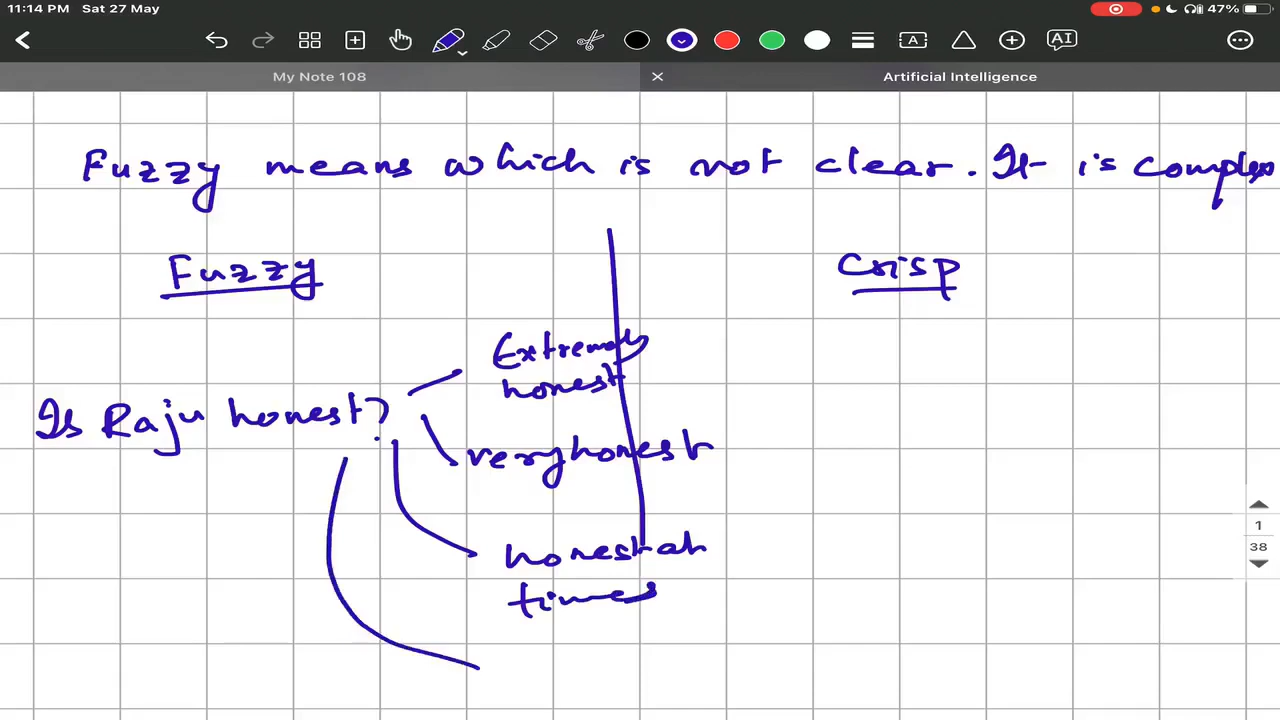 11:14 PM Sat 27 May
47%
My Note 108
Artificial Intelligence
Fuzzy means which is not clear. It is complex
Fuzzy
Crisp
Extremely
honest
Is Raju honest?
very honest
honest at
times
1
38
A
AI